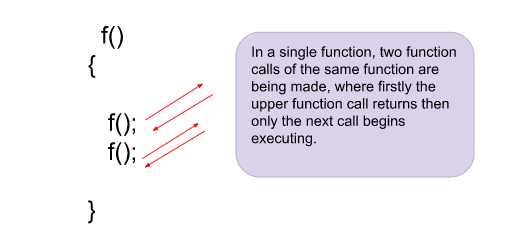 f()
{
f();
f();
}
In a single function, two function
calls of the same function are
being made, where firstly the
upper function call returns then
only the next call begins
executing.